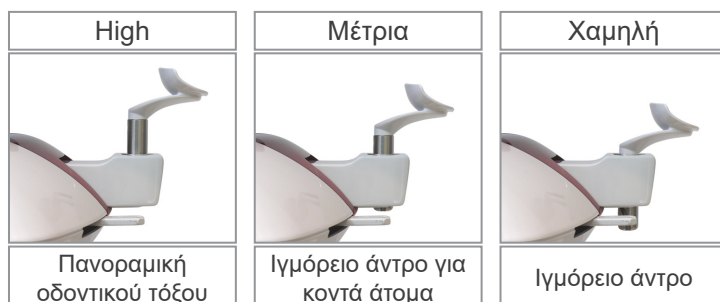 High
Μέτρια
Χαμηλή
Πανοραμική
οδοντικού τόξου
Ιγμόρειο άντρο για
κοντά άτομα
Ιγμόρειο άντρο